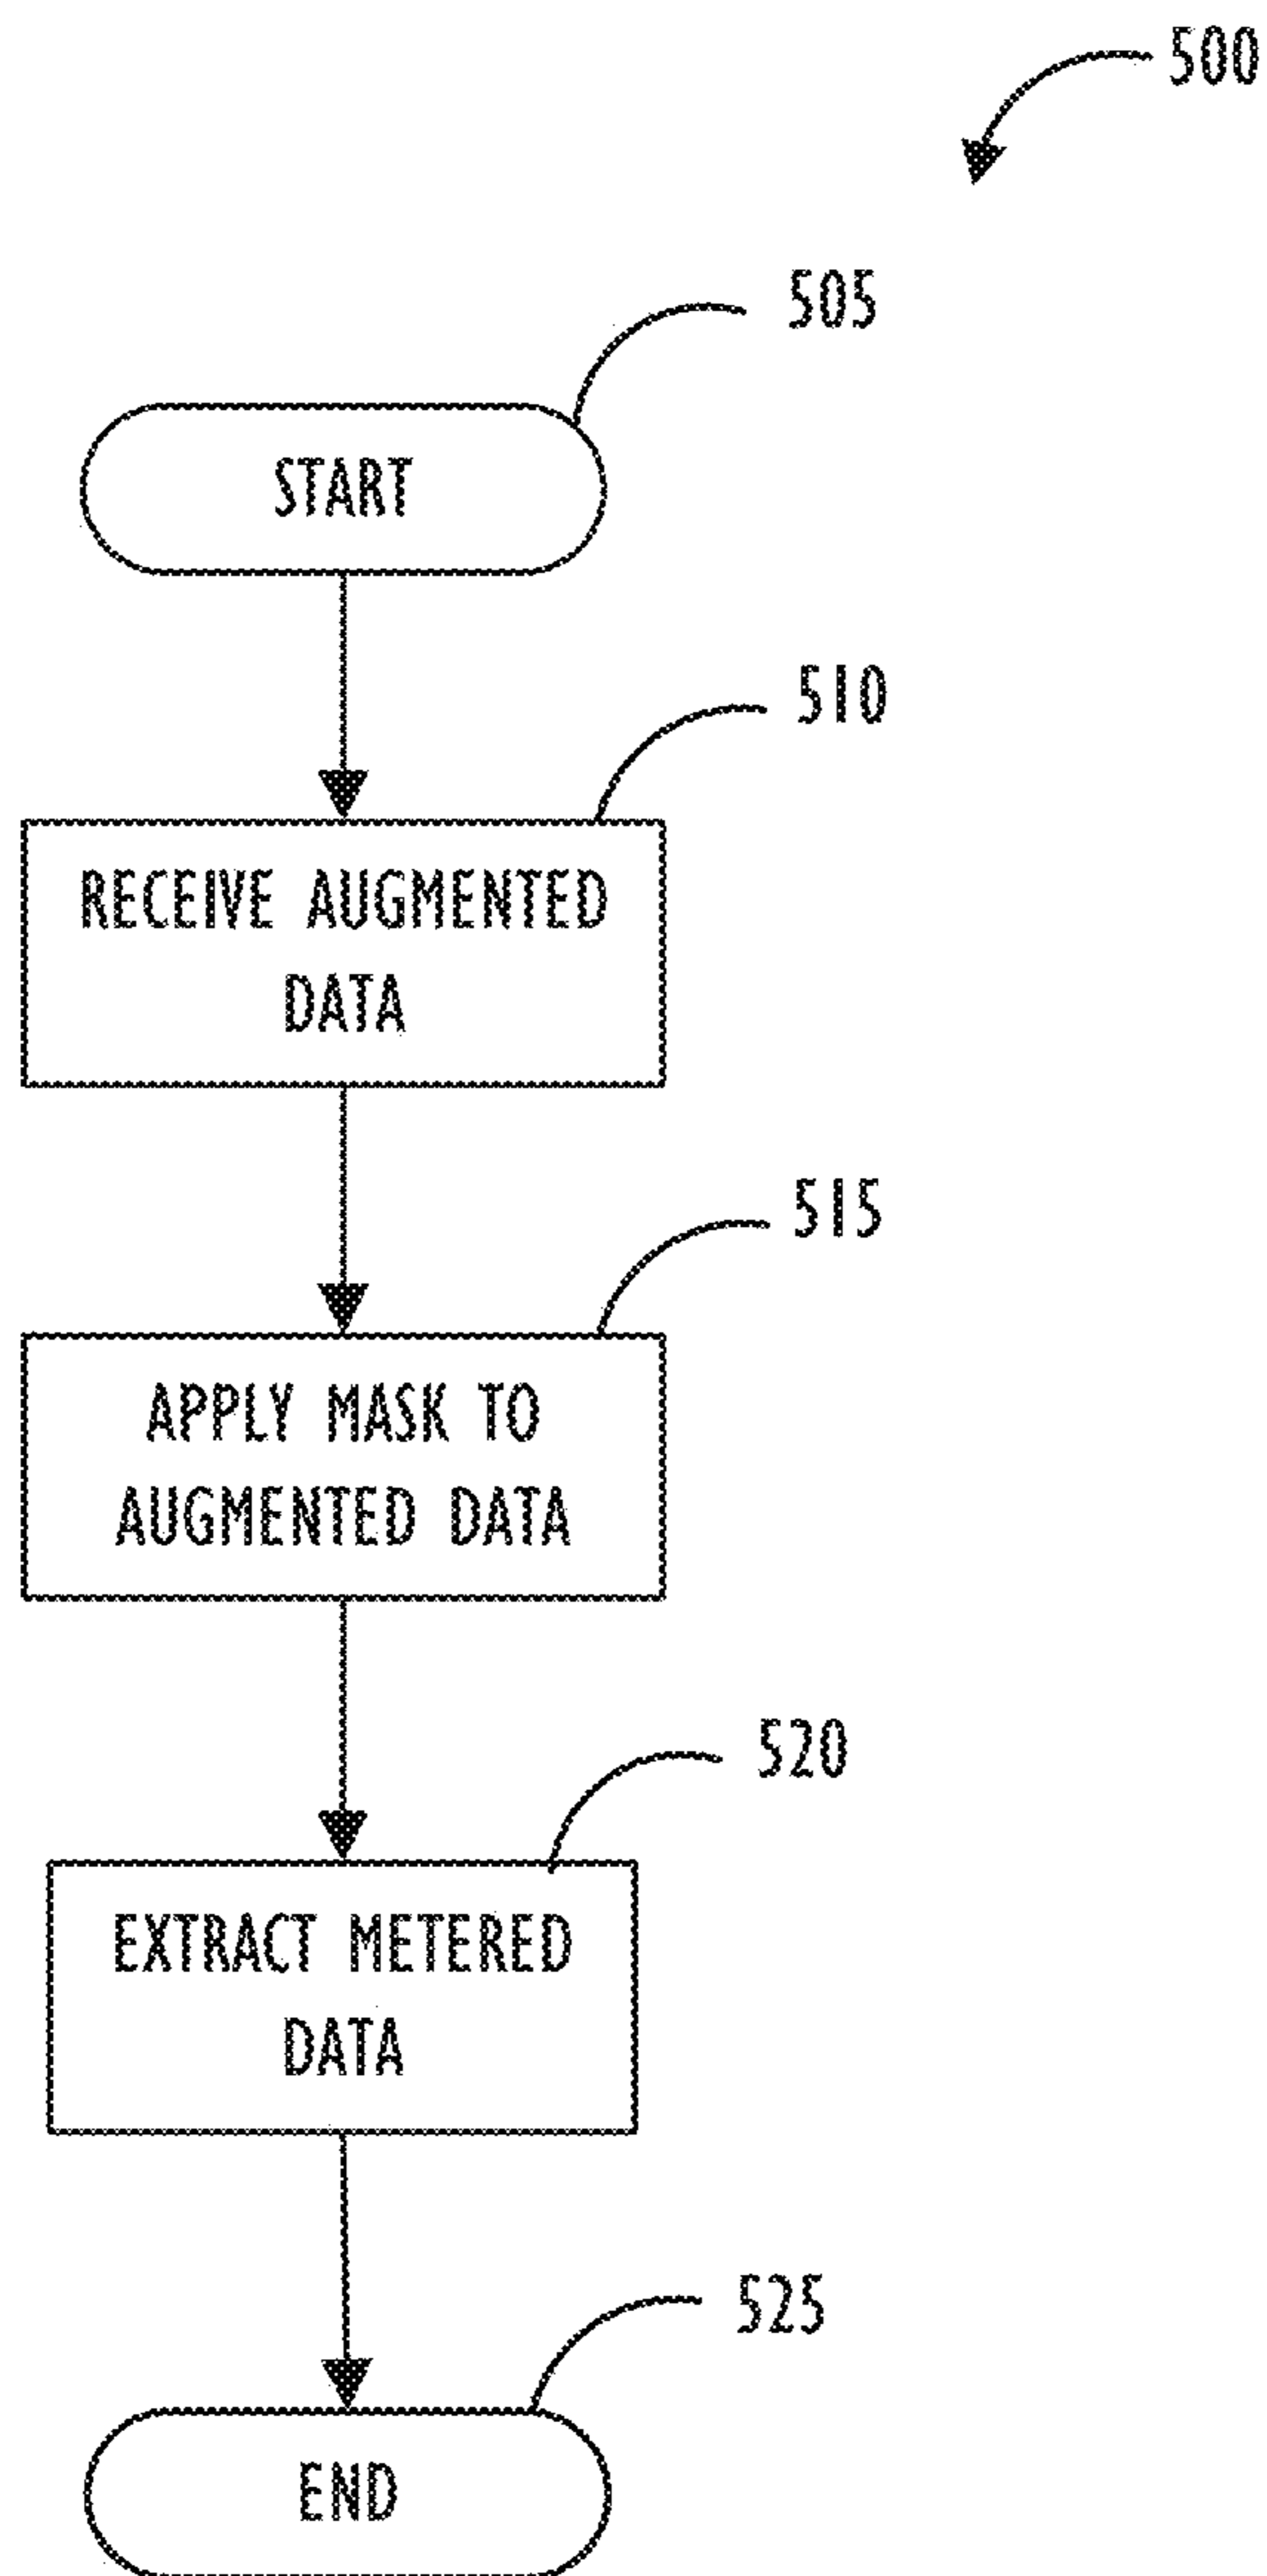 500
505
START
510
RECEIVE AUGMENTED
DATA
515
APPLY MASK TO
AUGMENTED DATA
520
EXTRACT METERED
DATA
525
END